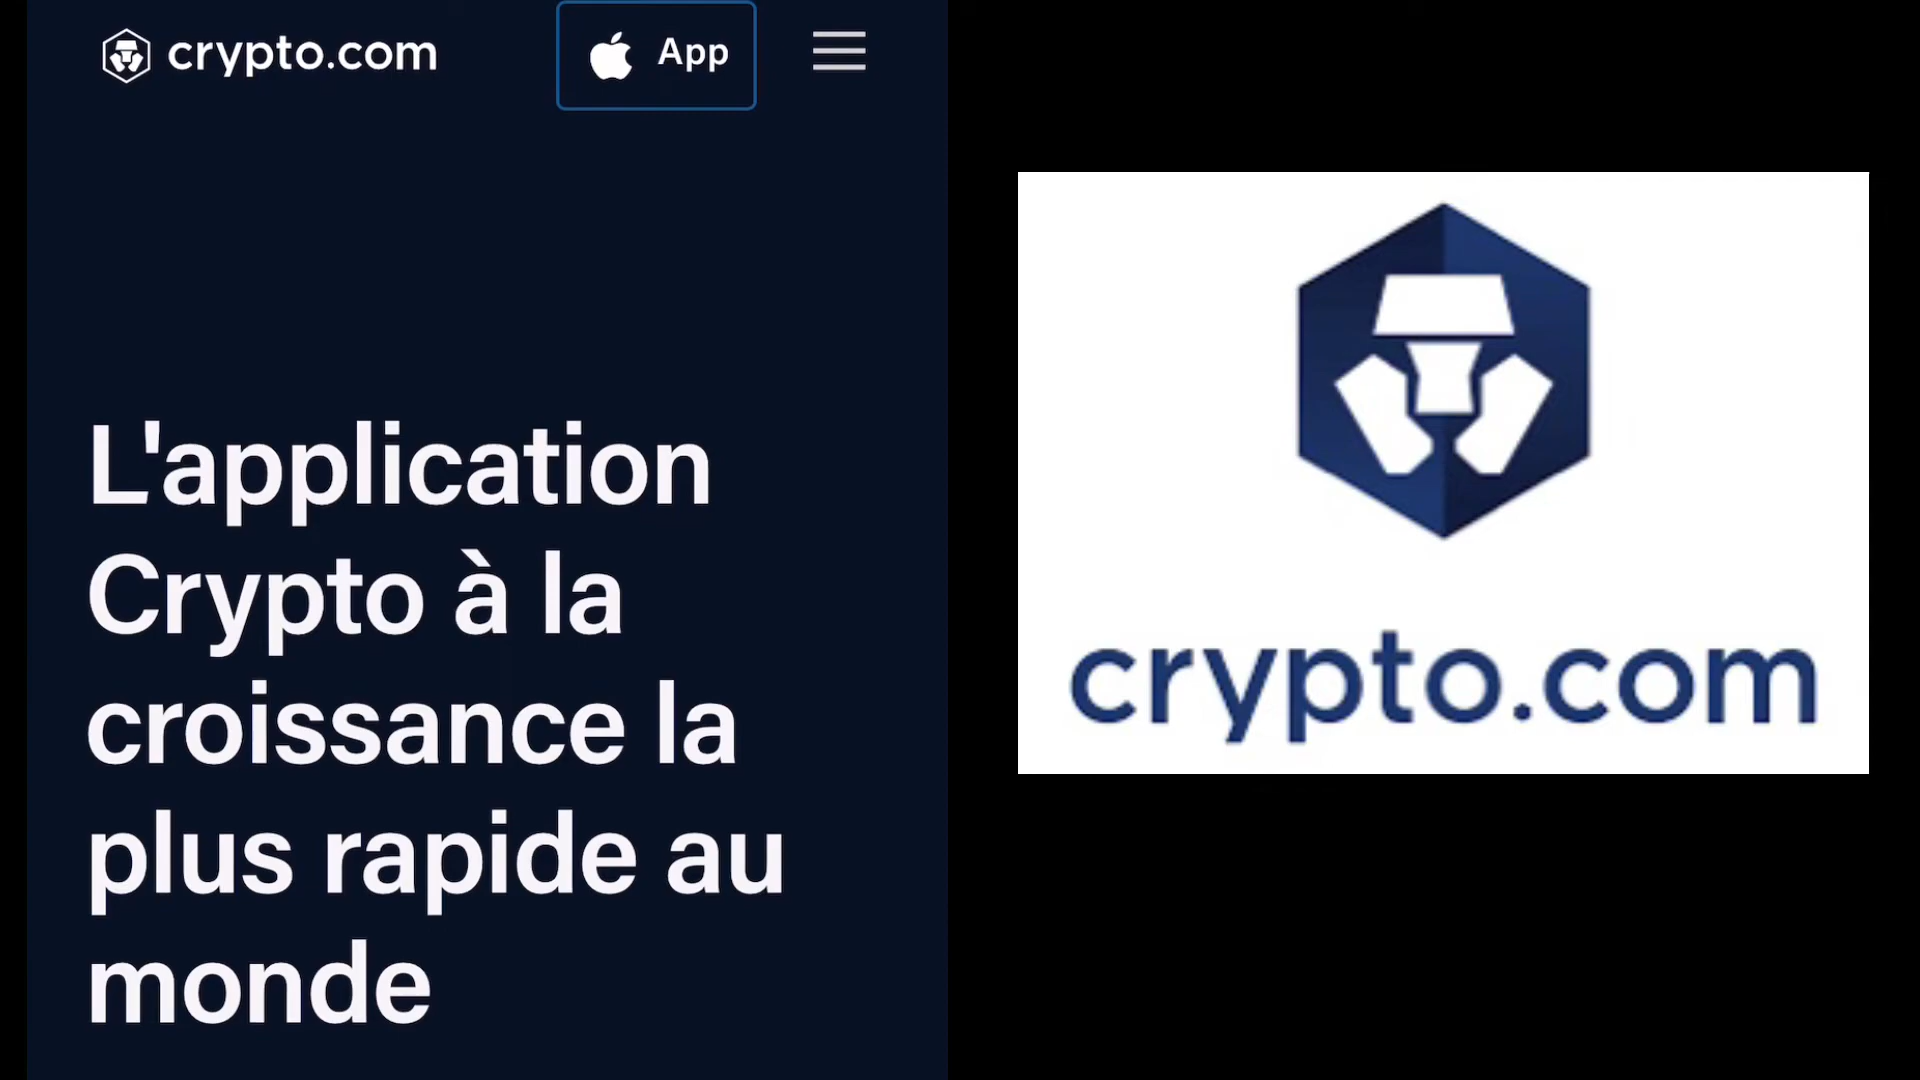 crypto.com
App
L'application
Crypto à la
croissance la
plus rapide au
monde
crypto.com